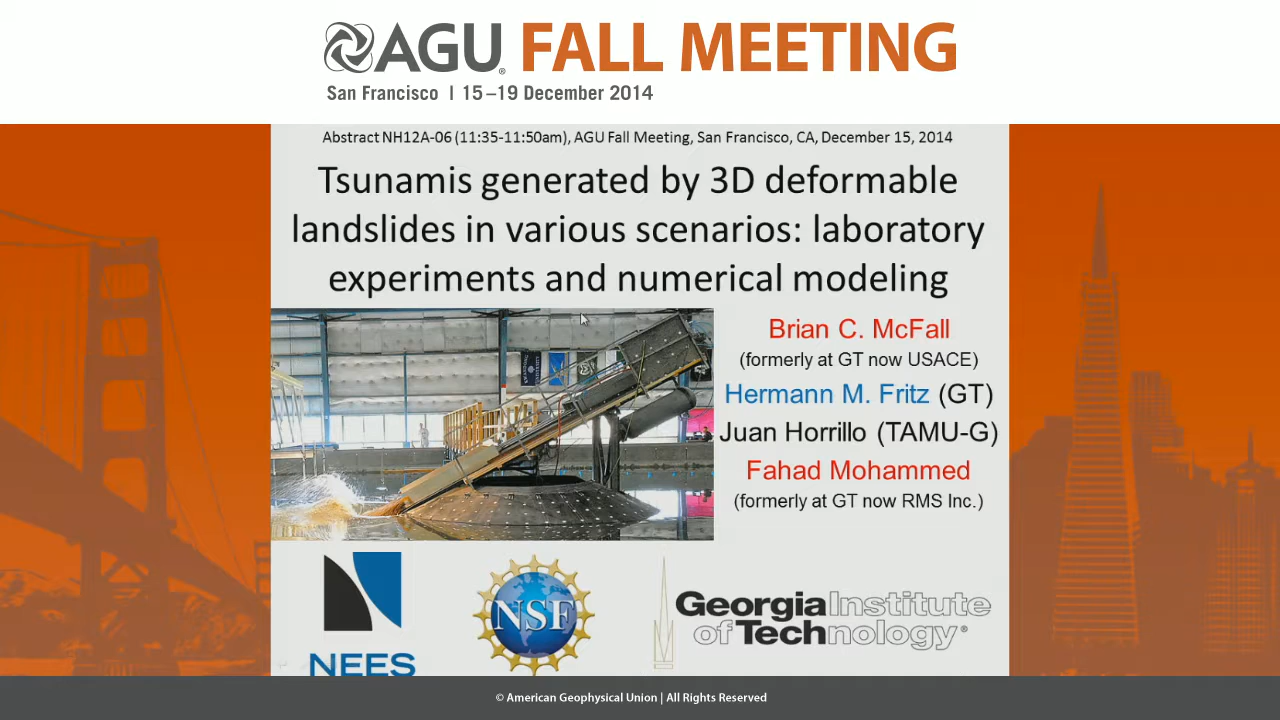 AGU FALL MEETING
San Francisco | 15–19 December 2014
Abstract NH12A-06 (11:35-11:50am), AGU Fall Meeting, San Francisco, CA, December 15, 2014
Tsunamis generated by 3D deformable
landslides in various scenarios: laboratory
experiments and numerical modeling
Brian C. McFall
(formerly at GT now USACE)
Hermann M. Fritz (GT)
Juan Horrillo (TAMU-G)
Fahad Mohammed
(formerly at GT now RMS Inc.)
NEES
NSF
Georgia Institute
of Technology®
© American Geophysical Union | All Rights Reserved